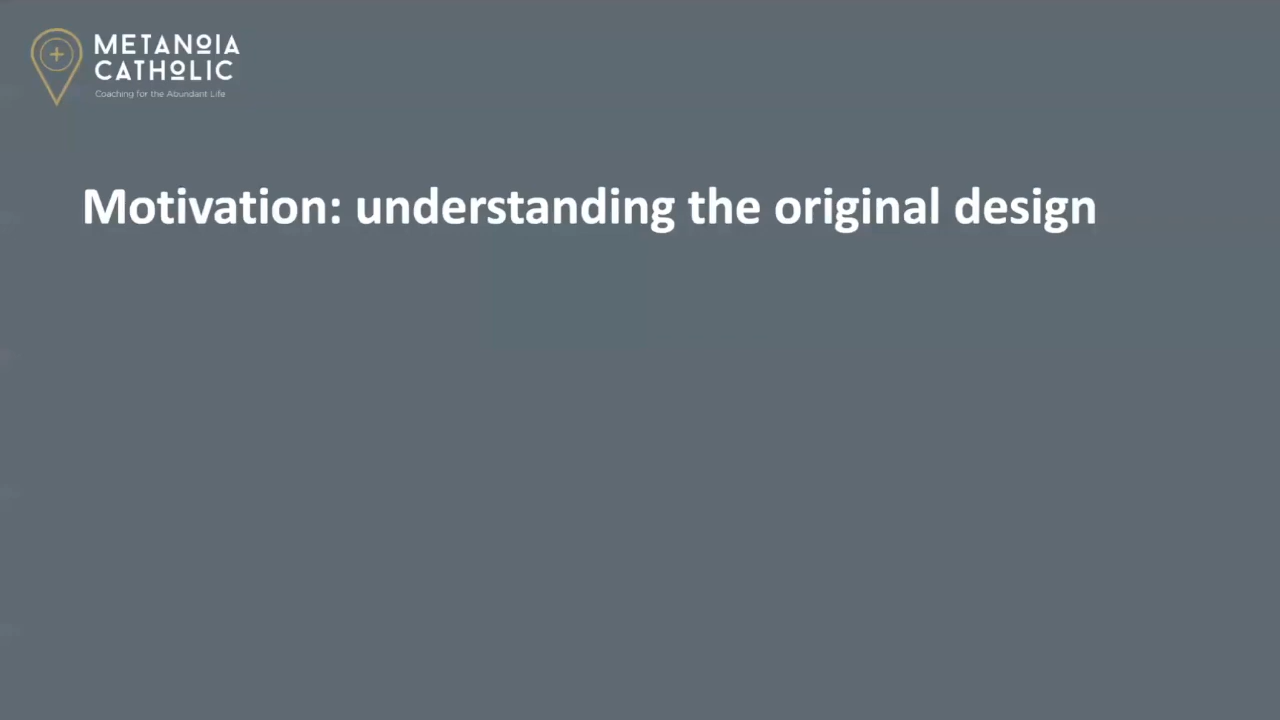 METANOIA
CATHOLIC
Coaching for the Abundant Life
Motivation: understanding the original design